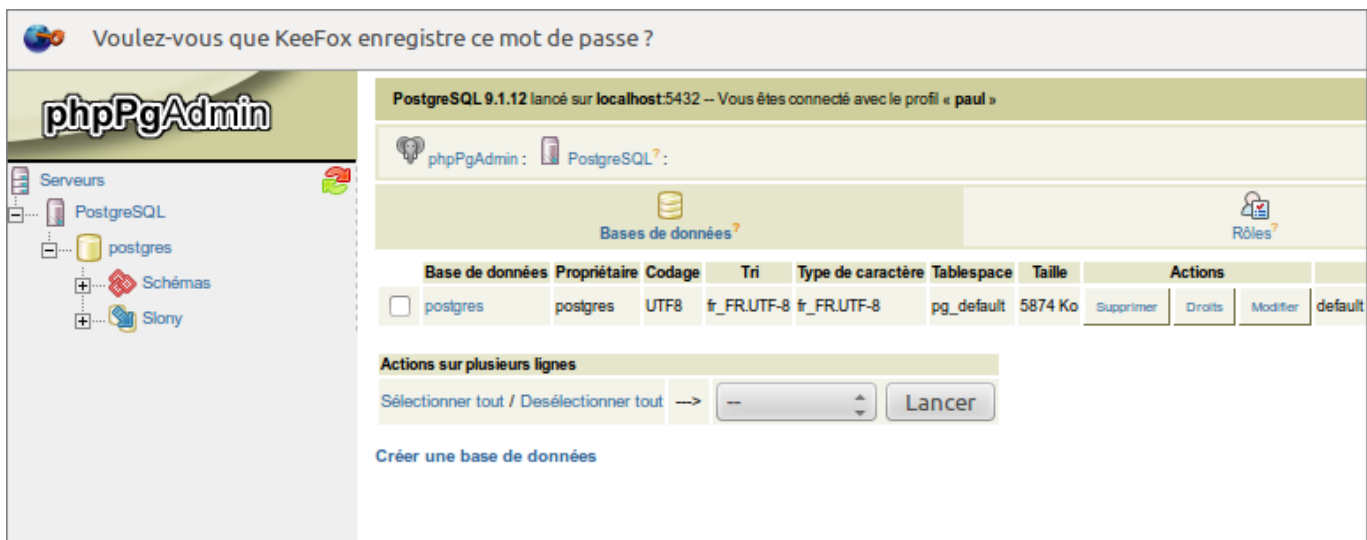 Voulez-vous que KeeFox enregistre ce mot de passe ?
phpPgAdmin
Serveurs
PostgreSQL
postgres
Schémas
Slony
PostgreSQL 9.1.12 lancé sur localhost:5432 -- Vous êtes connecté avec le profil « paul »
phpPgAdmin : PostgreSQL? :
Bases de données? Rôles?
Base de données Propriétaire Codage Tri Type de caractère Tablespace Taille Actions
postgres postgres UTF8 fr_FR.UTF-8 fr_FR.UTF-8 pg_default 5874 Ko Supprimer Droits Modifier default
Actions sur plusieurs lignes
Sélectionner tout / Desélectionner tout ---> -- Lancer
Créer une base de données